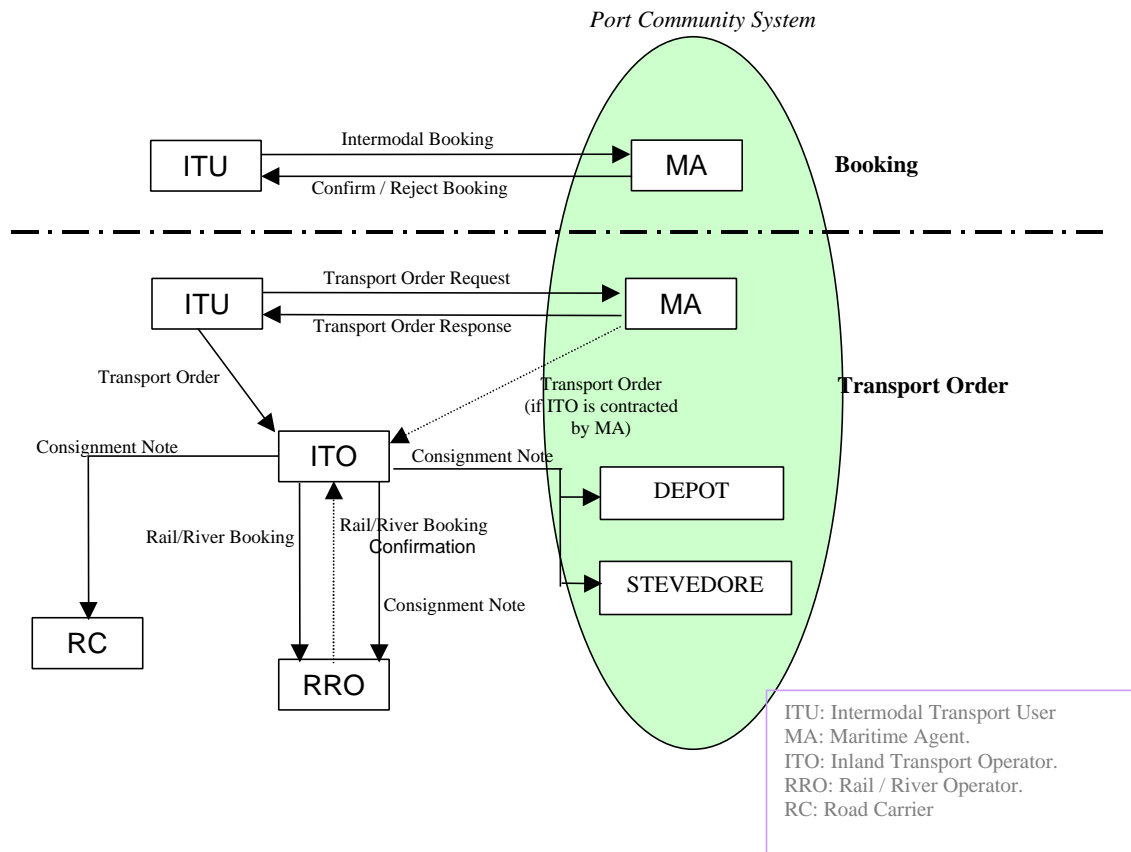 Port Community System
Intermodal Booking
ITU
MA
Booking
Confirm / Reject Booking
Transport Order Request
ITU
MA
Transport Order Response
Transport Order
Transport Order
(if ITO is contracted
by MA)
Transport Order
Consignment Note
ITO
Consignment Note
DEPOT
Rail/River Booking
Rail/River Booking
Confirmation
STEVEDORE
Consignment Note
RC
RRO
ITU: Intermodal Transport User
MA: Maritime Agent.
ITO: Inland Transport Operator.
RRO: Rail / River Operator.
RC: Road Carrier